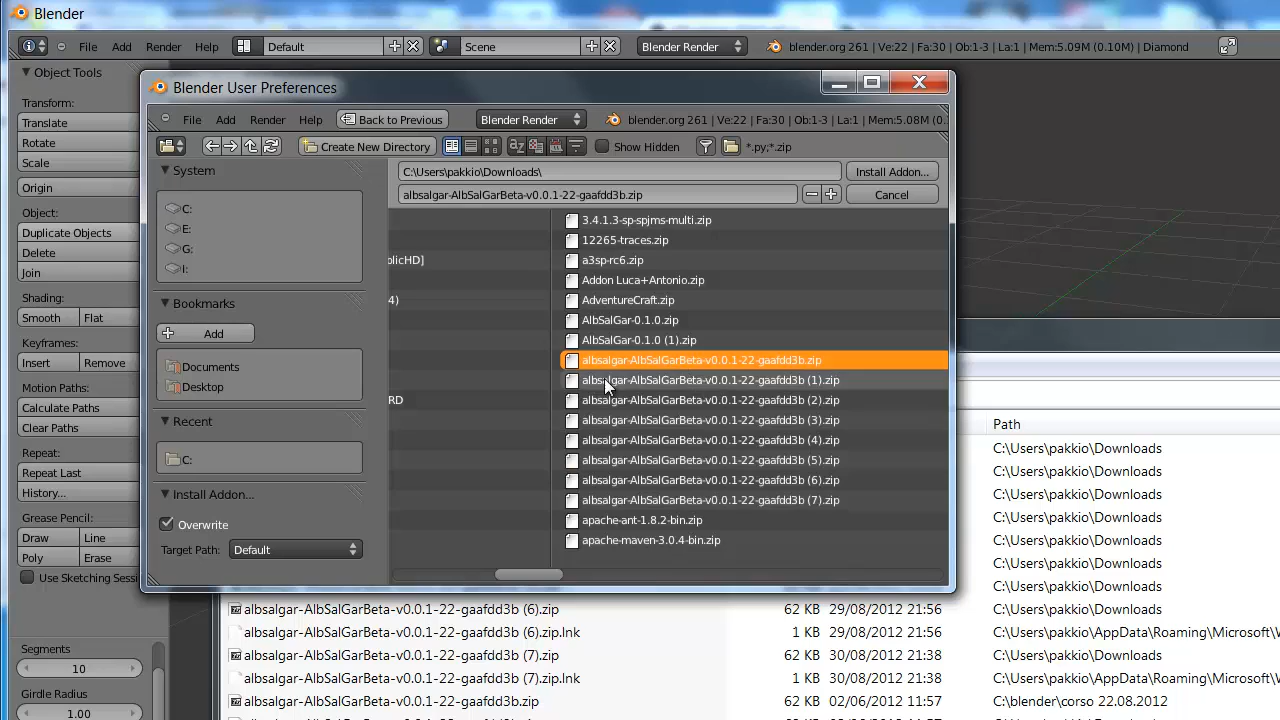 Blender
File Add Render Help Default Scene Blender Render blender.org 261 | Ve:22 | Fa:30 | Ob:1-3 | La:1 | Mem:5.09M (0.10M) | Diamond
Object Tools
Transform:
Translate
Rotate
Scale
Origin
Object:
Duplicate Objects
Delete
Join
Shading:
Smooth Flat
Keyframes:
Insert Remove
Motion Paths:
Calculate Paths
Clear Paths
Repeat:
Repeat Last
History...
Grease Pencil:
Draw Line
Poly Erase
Use Sketching Sessi
Segments
10
Girdle Radius
1.00
Blender User Preferences
File Add Render Help Back to Previous Blender Render blender.org 261 | Ve:22 | Fa:30 | Ob:1-3 | La:1 | Mem:5.08M (0.
Create New Directory Show Hidden *.py;*.zip
System
C:
E:
G:
I:
Bookmarks
Add
Documents
Desktop
Recent
C:
Install Addon...
Overwrite
Target Path: Default
C:\Users\pakkio\Downloads\ Install Addon...
albsalgar-AlbSalGarBeta-v0.0.1-22-gaafdd3b.zip Cancel
blicHD]
4)
RD
3.4.1.3-sp-spjms-multi.zip
12265-traces.zip
a3sp-rc6.zip
Addon Luca+Antonio.zip
AdventureCraft.zip
AlbSalGar-0.1.0.zip
AlbSalGar-0.1.0 (1).zip
albsalgar-AlbSalGarBeta-v0.0.1-22-gaafdd3b.zip
albsalgar-AlbSalGarBeta-v0.0.1-22-gaafdd3b (1).zip
albsalgar-AlbSalGarBeta-v0.0.1-22-gaafdd3b (2).zip
albsalgar-AlbSalGarBeta-v0.0.1-22-gaafdd3b (3).zip
albsalgar-AlbSalGarBeta-v0.0.1-22-gaafdd3b (4).zip
albsalgar-AlbSalGarBeta-v0.0.1-22-gaafdd3b (5).zip
albsalgar-AlbSalGarBeta-v0.0.1-22-gaafdd3b (6).zip
albsalgar-AlbSalGarBeta-v0.0.1-22-gaafdd3b (7).zip
apache-ant-1.8.2-bin.zip
apache-maven-3.0.4-bin.zip
Path
C:\Users\pakkio\Downloads
C:\Users\pakkio\Downloads
C:\Users\pakkio\Downloads
C:\Users\pakkio\Downloads
C:\Users\pakkio\Downloads
C:\Users\pakkio\Downloads
C:\Users\pakkio\Downloads
albsalgar-AlbSalGarBeta-v0.0.1-22-gaafdd3b (6).zip 62 KB 29/08/2012 21:56 C:\Users\pakkio\Downloads
albsalgar-AlbSalGarBeta-v0.0.1-22-gaafdd3b (6).zip.lnk 1 KB 29/08/2012 21:56 C:\Users\pakkio\AppData\Roaming\Microsoft\W
albsalgar-AlbSalGarBeta-v0.0.1-22-gaafdd3b (7).zip 62 KB 30/08/2012 21:38 C:\Users\pakkio\Downloads
albsalgar-AlbSalGarBeta-v0.0.1-22-gaafdd3b (7).zip.lnk 1 KB 30/08/2012 21:38 C:\Users\pakkio\AppData\Roaming\Microsoft\W
albsalgar-AlbSalGarBeta-v0.0.1-22-gaafdd3b.zip 62 KB 02/06/2012 11:57 C:\blender\corso 22.08.2012